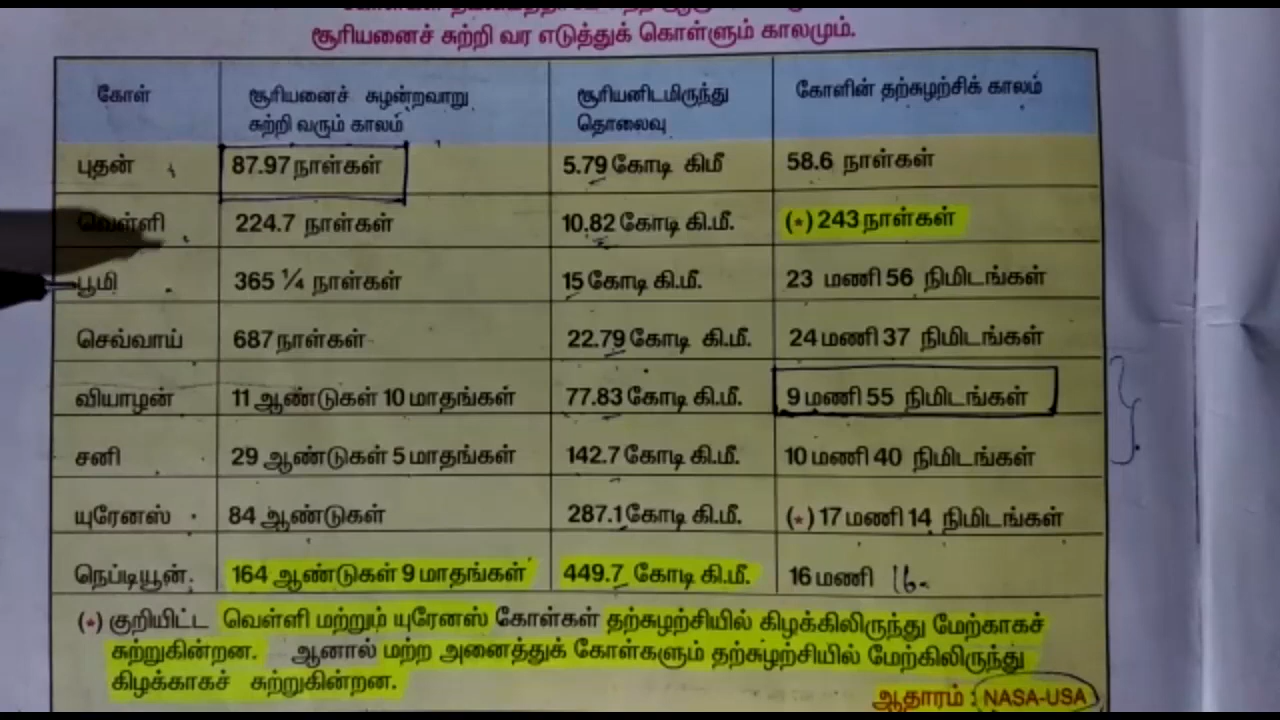 சூரியனைச் சுற்றி வர எடுத்துக் கொள்ளும் காலமும்.
கோள் சூரியனைச் சுழன்றவாறு சுற்றி வரும் காலம் சூரியனிடமிருந்து தொலைவு கோளின் தற்சுழற்சிக் காலம்
புதன் 87.97 நாள்கள் 5.79 கோடி கிமீ 58.6 நாள்கள்
வெள்ளி 224.7 நாள்கள் 10.82 கோடி கி.மீ. (*) 243 நாள்கள்
பூமி 365 ¼ நாள்கள் 15 கோடி கி.மீ. 23 மணி 56 நிமிடங்கள்
செவ்வாய் 687 நாள்கள் 22.79 கோடி கி.மீ. 24 மணி 37 நிமிடங்கள்
வியாழன் 11 ஆண்டுகள் 10 மாதங்கள் 77.83 கோடி கி.மீ. 9 மணி 55 நிமிடங்கள்
சனி 29 ஆண்டுகள் 5 மாதங்கள் 142.7 கோடி கி.மீ. 10 மணி 40 நிமிடங்கள்
யுரேனஸ் 84 ஆண்டுகள் 287.1 கோடி கி.மீ. (*) 17 மணி 14 நிமிடங்கள்
நெப்டியூன் 164 ஆண்டுகள் 9 மாதங்கள் 449.7 கோடி கி.மீ. 16 மணி 16
(*) குறியிட்ட வெள்ளி மற்றும் யுரேனஸ் கோள்கள் தற்சுழற்சியில் கிழக்கிலிருந்து மேற்காகச்
சுற்றுகின்றன. ஆனால் மற்ற அனைத்துக் கோள்களும் தற்சுழற்சியில் மேற்கிலிருந்து
கிழக்காகச் சுற்றுகின்றன.
ஆதாரம் : NASA-USA